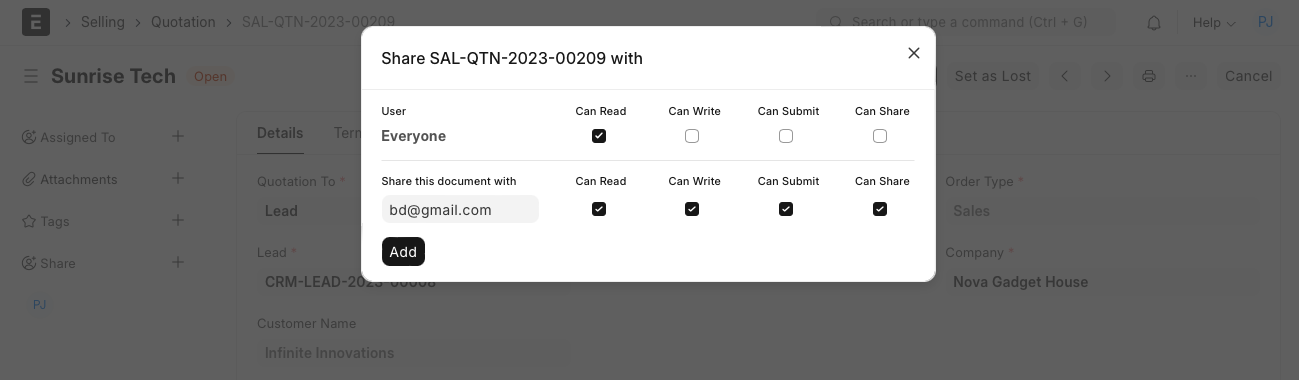 E > Selling > Quotation > SAL-QTN-2023-00209
Search or type a command (Ctrl + G)
Help
PJ
Sunrise Tech
Open
Set as Lost
Cancel
Share SAL-QTN-2023-00209 with
User Can Read Can Write Can Submit Can Share
Everyone
Share this document with Can Read Can Write Can Submit Can Share
bd@gmail.com
Add
Assigned To
Attachments
Tags
Share
PJ
Details
Quotation To *
Lead
Lead *
CRM-LEAD-2023-00008
Customer Name
Infinite Innovations
Order Type *
Sales
Company *
Nova Gadget House